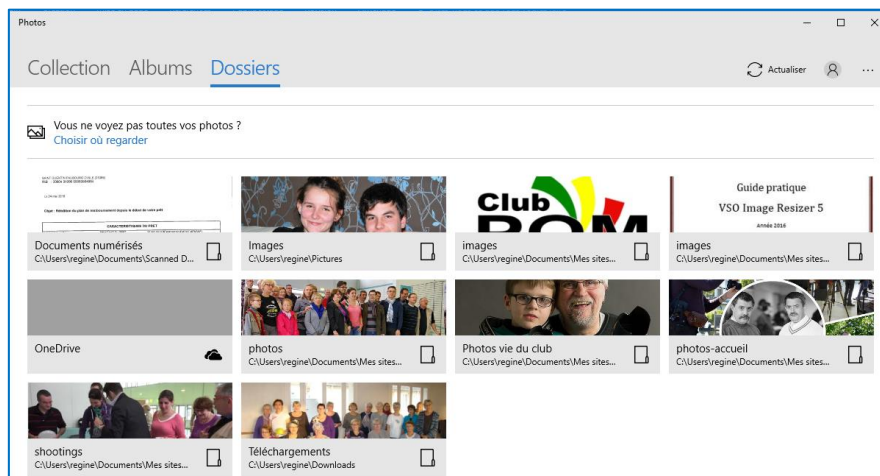 Photos
Collection Albums Dossiers
Actualiser
Vous ne voyez pas toutes vos photos ?
Choisir où regarder
Documents numérisés
C:\Users\regine\Documents\Scanned D...
Images
C:\Users\regine\Pictures
Club
ROM
images
C:\Users\regine\Documents\Mes sites...
Guide pratique
VSO Image Resizer 5
Année 2016
images
C:\Users\regine\Documents\Mes sites...
OneDrive
photos
C:\Users\regine\Documents\Mes sites...
Photos vie du club
C:\Users\regine\Documents\Mes sites...
photos-accueil
C:\Users\regine\Documents\Mes sites...
shootings
C:\Users\regine\Documents\Mes sites...
Téléchargements
C:\Users\regine\Downloads